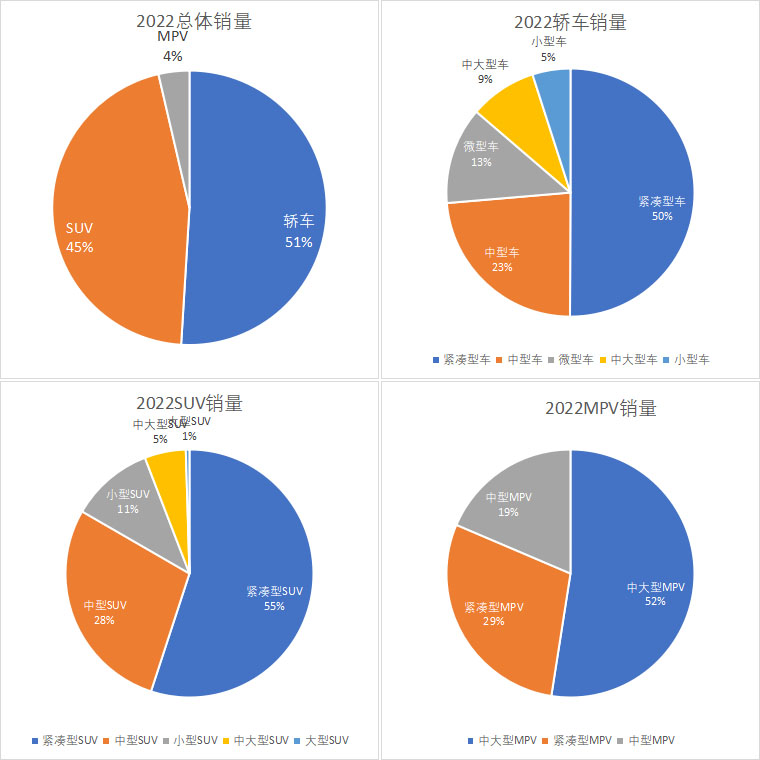 2022总体销量
MPV
4%
SUV
45%
轿车
51%
2022轿车销量
小型车
5%
中大型车
9%
微型车
13%
紧凑型车
50%
中型车
23%
紧凑型车 中型车 微型车 中大型车 小型车
2022SUV销量
中大型SUV
5%
大型SUV
1%
小型SUV
11%
紧凑型SUV
55%
中型SUV
28%
紧凑型SUV 中型SUV 小型SUV 中大型SUV 大型SUV
2022MPV销量
中型MPV
19%
中大型MPV
52%
紧凑型MPV
29%
中大型MPV 紧凑型MPV 中型MPV